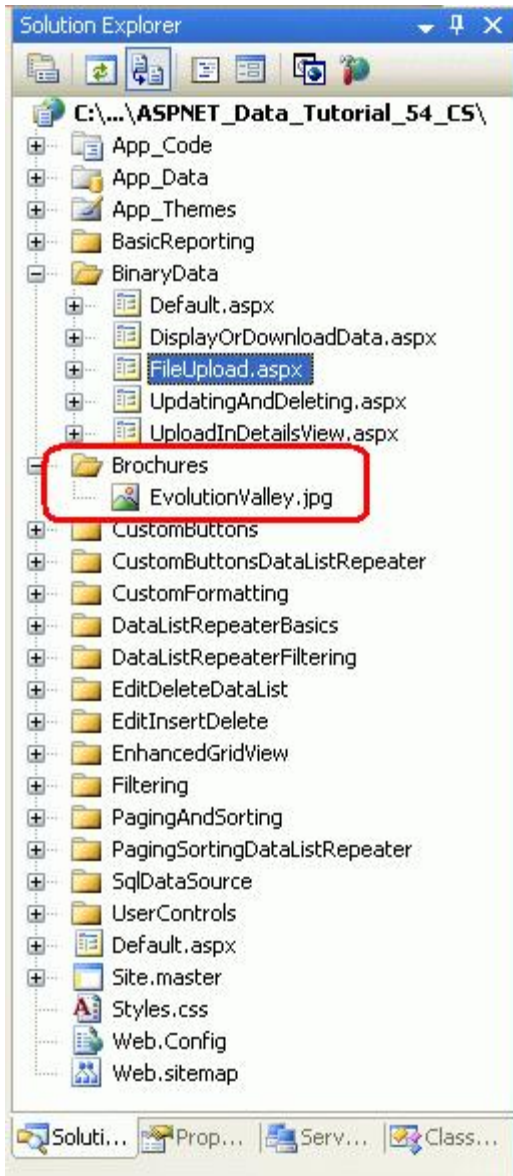 Solution Explorer
C:\...\ASPNET_Data_Tutorial_54_CS\
App_Code
App_Data
App_Themes
BasicReporting
BinaryData
Default.aspx
DisplayOrDownloadData.aspx
FileUpload.aspx
UpdatingAndDeleting.aspx
UploadInDetailsView.aspx
Brochures
EvolutionValley.jpg
CustomButtons
CustomButtonsDataListRepeater
CustomFormatting
DataListRepeaterBasics
DataListRepeaterFiltering
EditDeleteDataList
EditInsertDelete
EnhancedGridView
Filtering
PagingAndSorting
PagingSortingDataListRepeater
SqlDataSource
UserControls
Default.aspx
Site.master
Styles.css
Web.Config
Web.sitemap
Soluti... Prop... Serv... Class...